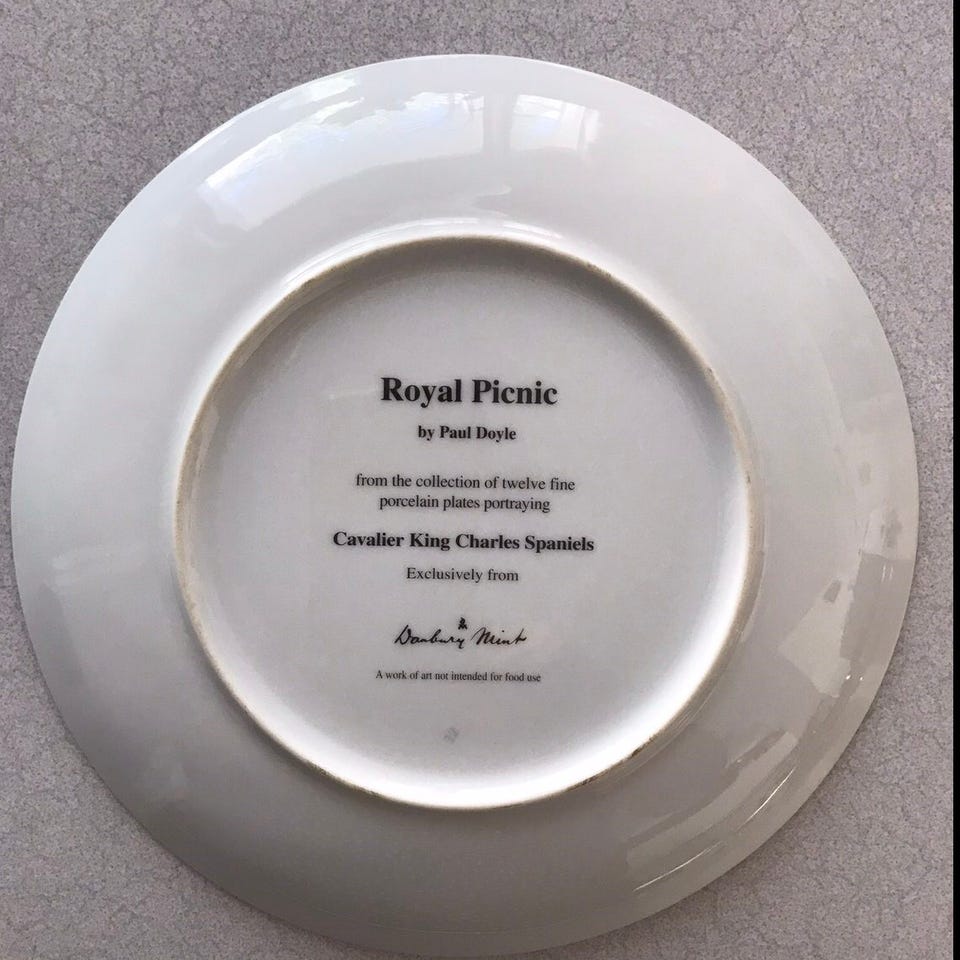 Royal Picnic
by Paul Doyle
from the collection of twelve fine
porcelain plates portraying
Cavalier King Charles Spaniels
Exclusively from
Danbury Mint
A work of art not intended for food use